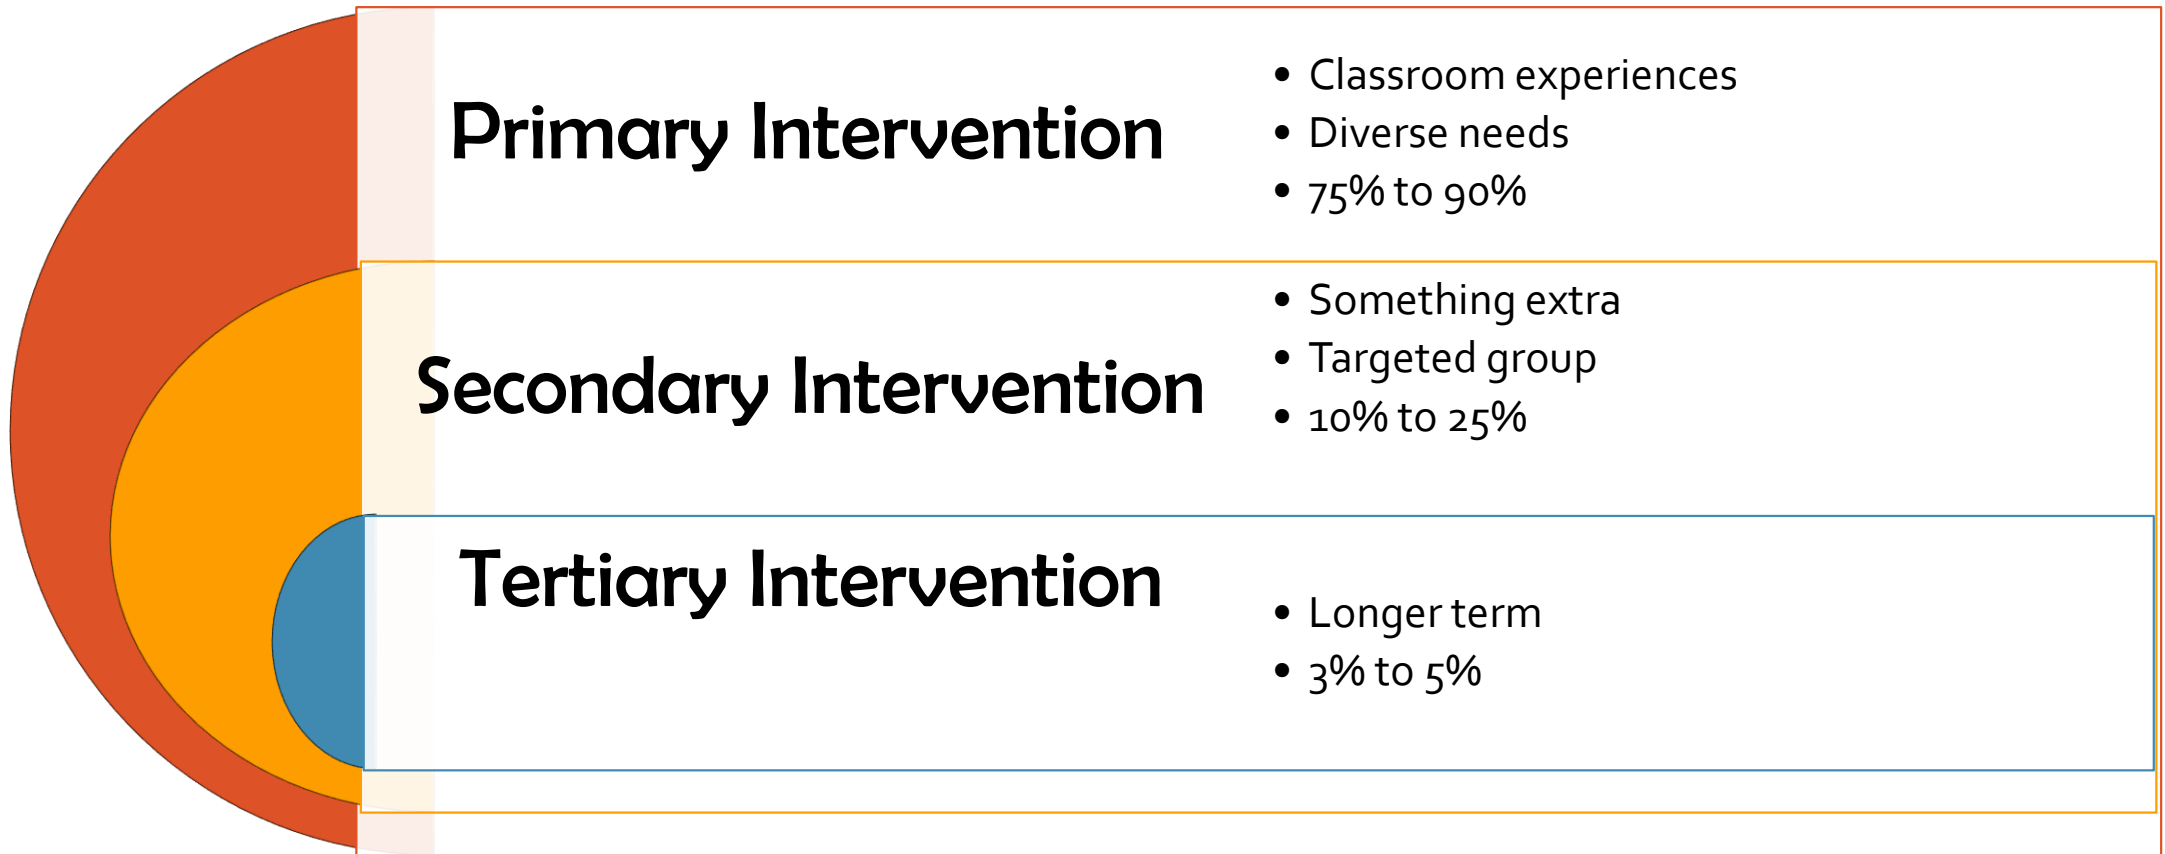 Primary Intervention
• Classroom experiences
• Diverse needs
• 75% to 90%
Secondary Intervention
• Something extra
• Targeted group
• 10% to 25%
Tertiary Intervention
• Longer term
• 3% to 5%